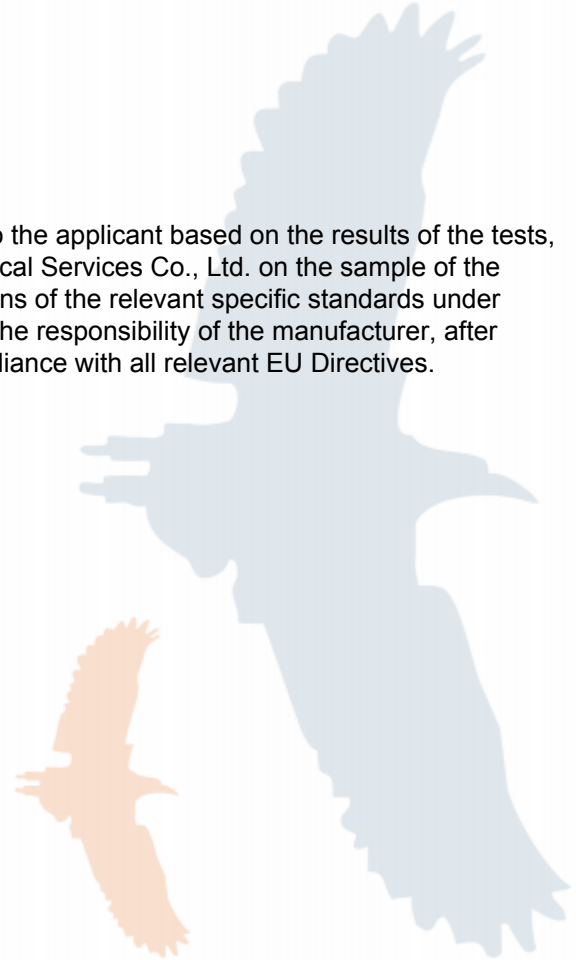 o the applicant based on the results of the tests,
cal Services Co., Ltd. on the sample of the
ns of the relevant specific standards under
he responsibility of the manufacturer, after
liance with all relevant EU Directives.